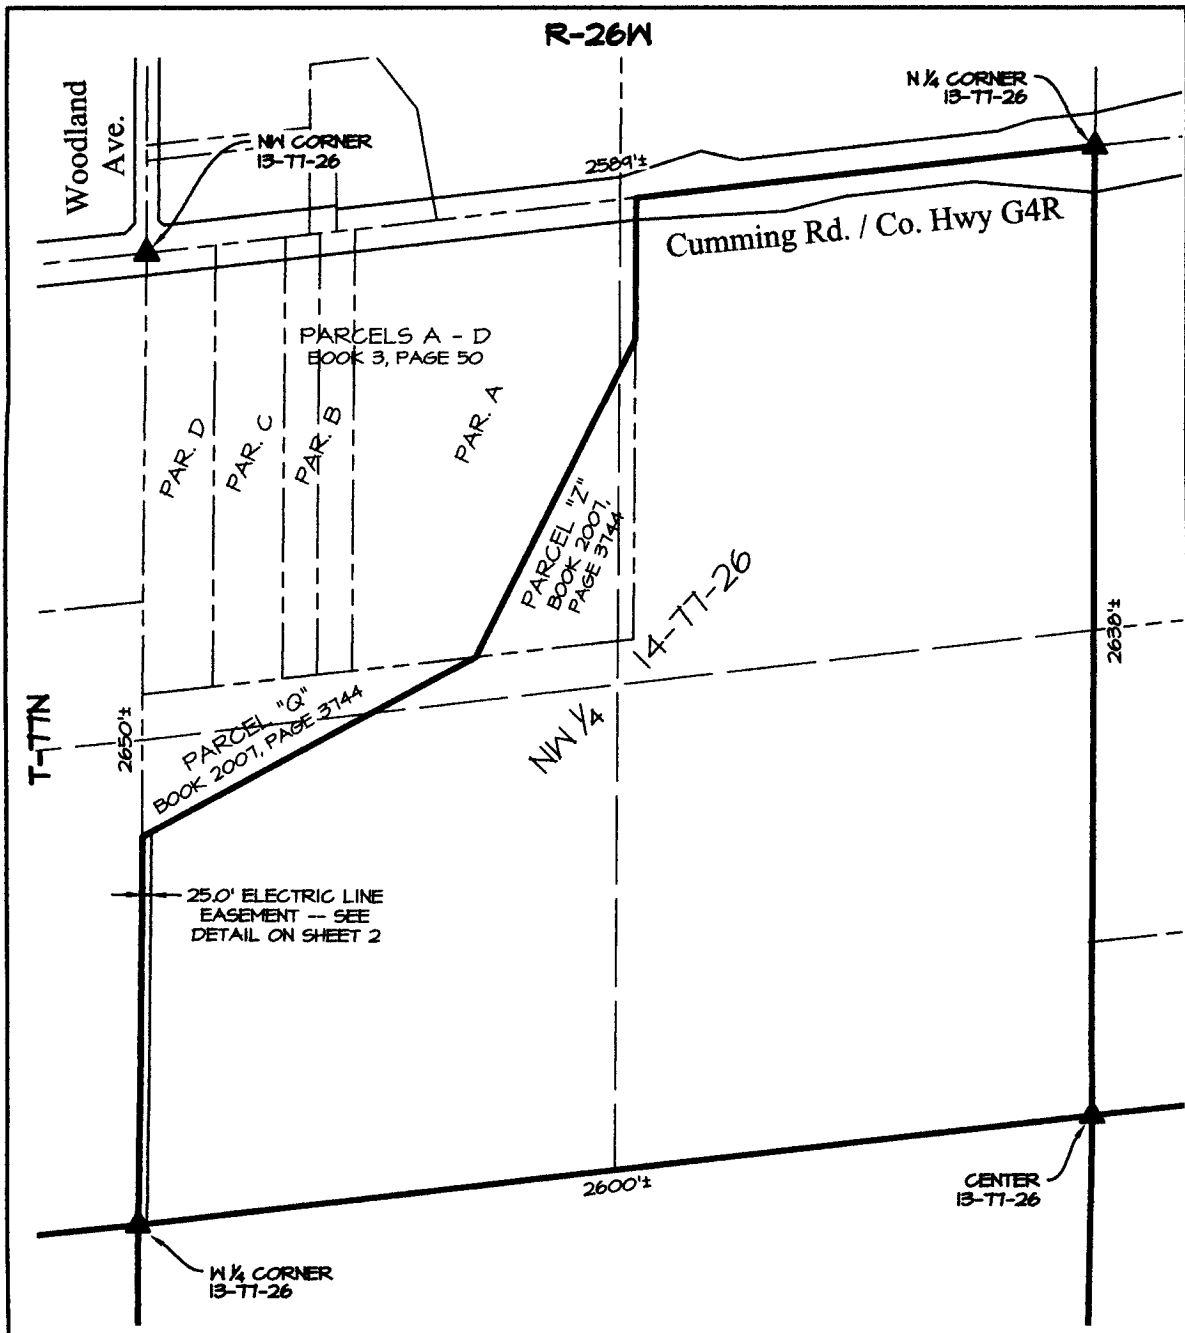 R-26W
Woodland
Ave.
NW CORNER
13-77-26
N ¼ CORNER
13-77-26
2589'±
Cumming Rd. / Co. Hwy G4R
PARCELS A - D
BOOK 3, PAGE 50
PAR. D
PAR. C
PAR. B
PAR. A
PARCEL "Z"
BOOK 2007,
PAGE 3744
14-77-26
NW ¼
2638'±
T-77N
2650'±
PARCEL "Q"
BOOK 2007, PAGE 3744
25.0' ELECTRIC LINE
EASEMENT -- SEE
DETAIL ON SHEET 2
2600'±
CENTER
13-77-26
W ¼ CORNER
13-77-26